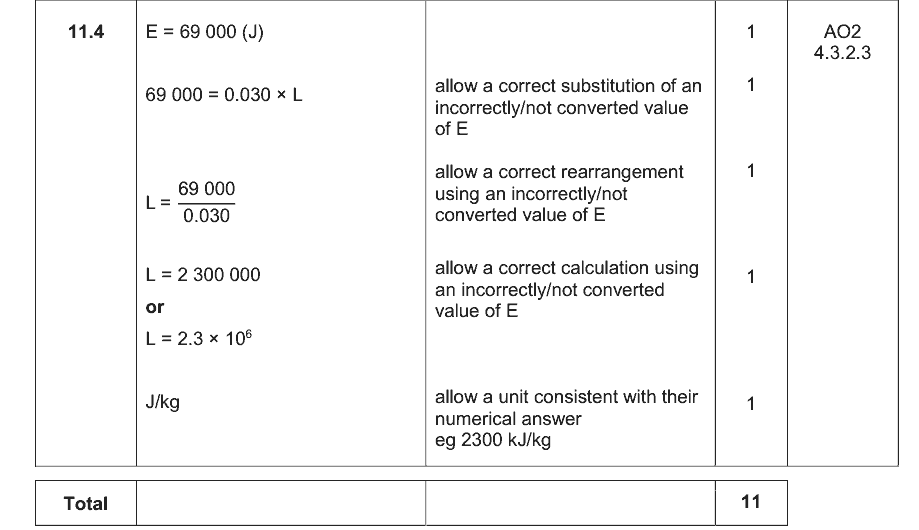 11.4
E = 69 000 (J)
1
AO2
4.3.2.3
69 000 = 0.030 × L
allow a correct substitution of an
incorrectly/not converted value
of E
1
L = 69 000
0.030
allow a correct rearrangement
using an incorrectly/not
converted value of E
1
L = 2 300 000
or
L = 2.3 × 10⁶
allow a correct calculation using
an incorrectly/not converted
value of E
1
J/kg
allow a unit consistent with their
numerical answer
eg 2300 kJ/kg
1
Total
11